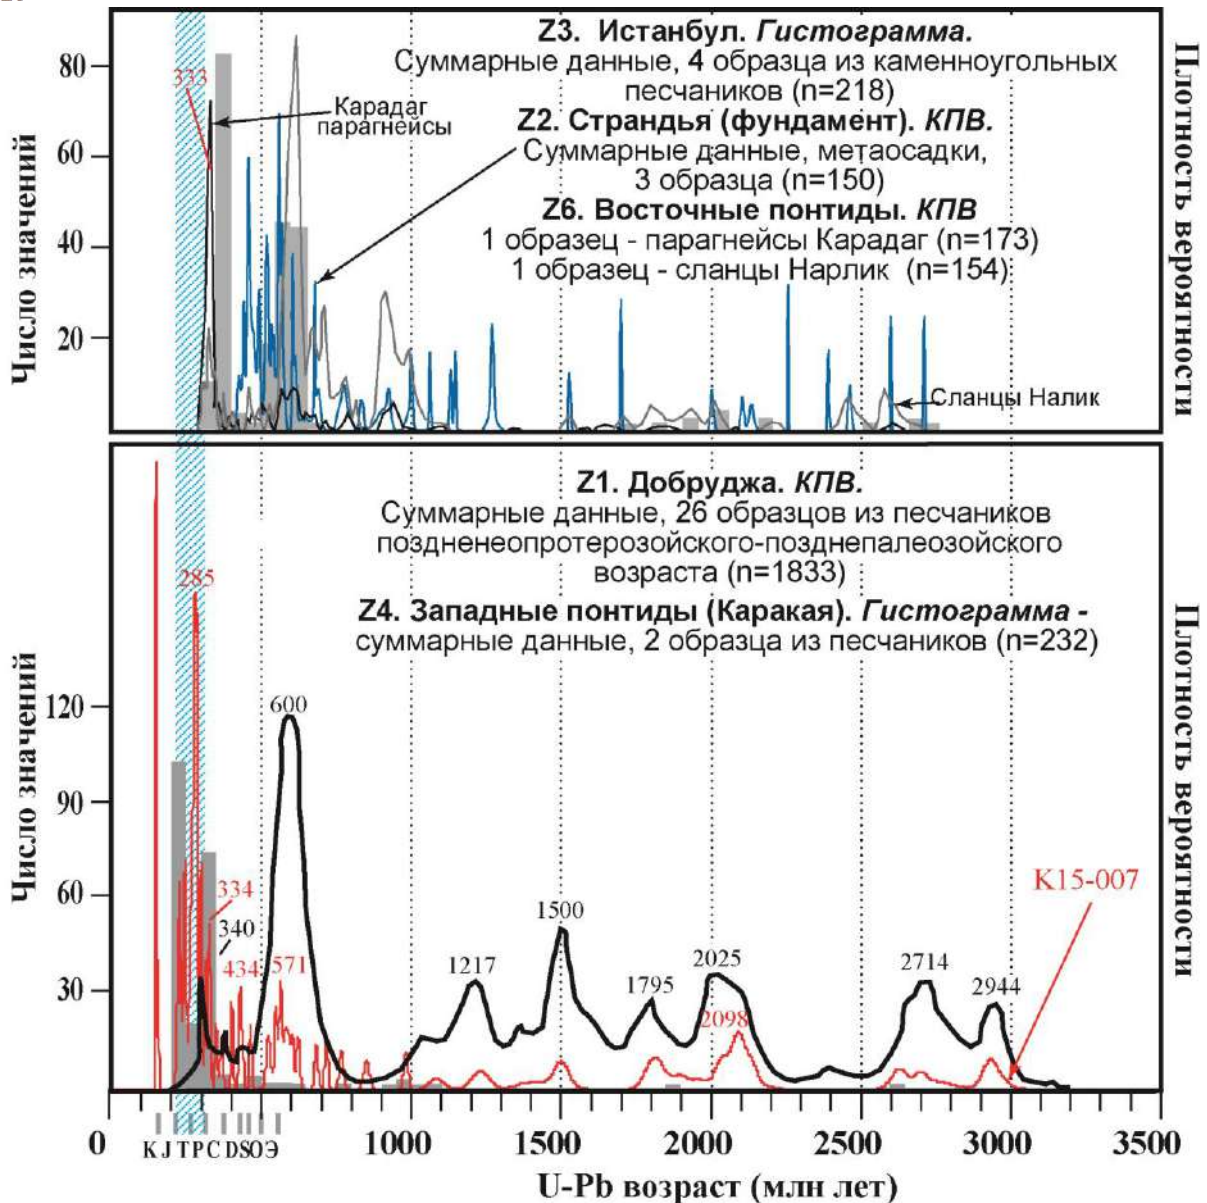 Z3. Истанбул. Гистограмма.
Суммарные данные, 4 образца из каменноугольных
песчаников (n=218)
Z2. Страндья (фундамент). КПВ.
Суммарные данные, метаосадки,
3 образца (n=150)
Z6. Восточные понтиды. КПВ
1 образец - парагнейсы Карадаг (n=173)
1 образец - сланцы Нарлик (n=154)
Карадаг
парагнейсы
333
Сланцы Налик
80
60
40
20
Число значений
Плотность вероятности
Z1. Добруджа. КПВ.
Суммарные данные, 26 образцов из песчаников
поздненеопротерозойского-позднепалеозойского
возраста (n=1833)
Z4. Западные понтиды (Каракая). Гистограмма -
суммарные данные, 2 образца из песчаников (n=232)
285
600
334
340
434
571
1217
1500
1795
2025
2098
2714
2944
K15-007
120
90
60
30
Число значений
Плотность вероятности
0 1000 1500 2000 2500 3000 3500
K J T P C D S O Э
U-Pb возраст (млн лет)